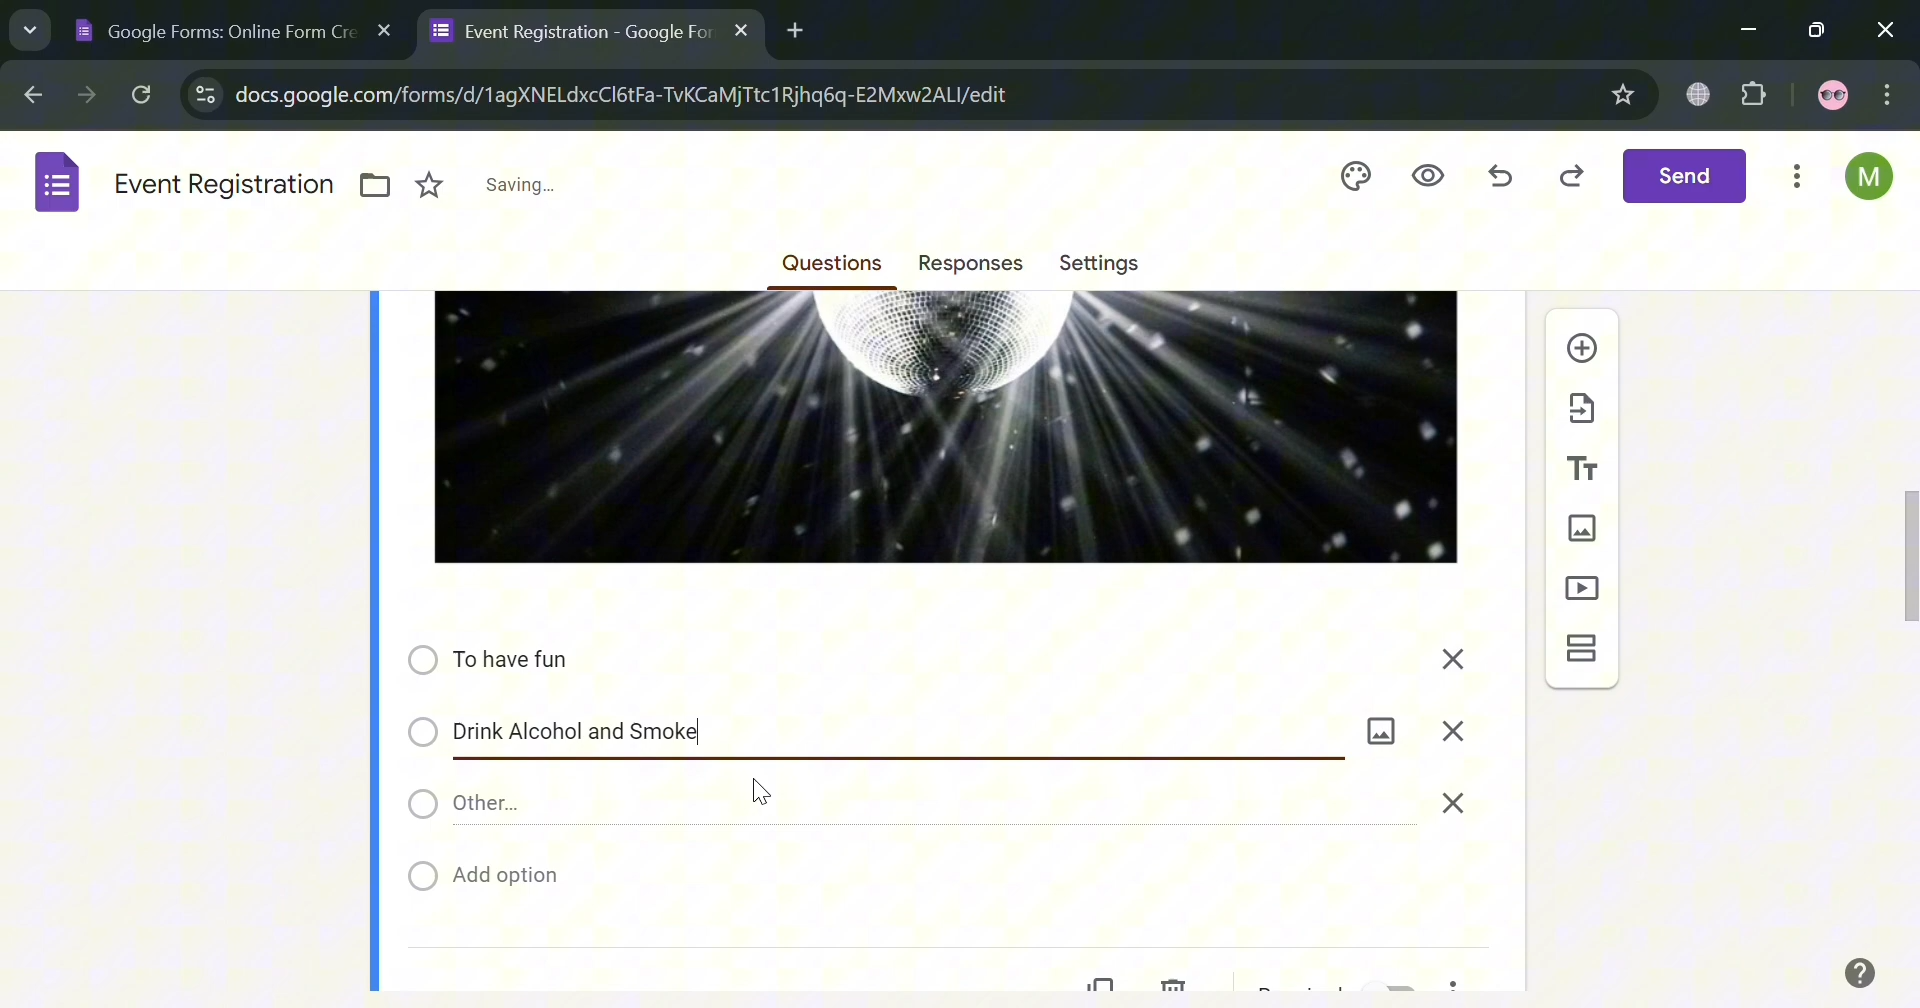 Google Forms: Online Form Cre
Event Registration - Google For
docs.google.com/forms/d/1agXNELdxcCl6tFa-TvKCaMjTtc1Rjhq6q-E2Mxw2ALI/edit
Event Registration
Saving...
Send
M
Questions
Responses
Settings
To have fun
Drink Alcohol and Smoke
Other...
Add option